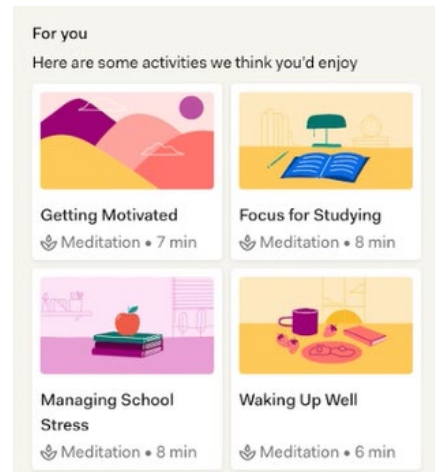 For you
Here are some activities we think you'd enjoy
Getting Motivated
Meditation • 7 min
Focus for Studying
Meditation • 8 min
Managing School
Stress
Meditation • 8 min
Waking Up Well
Meditation • 6 min